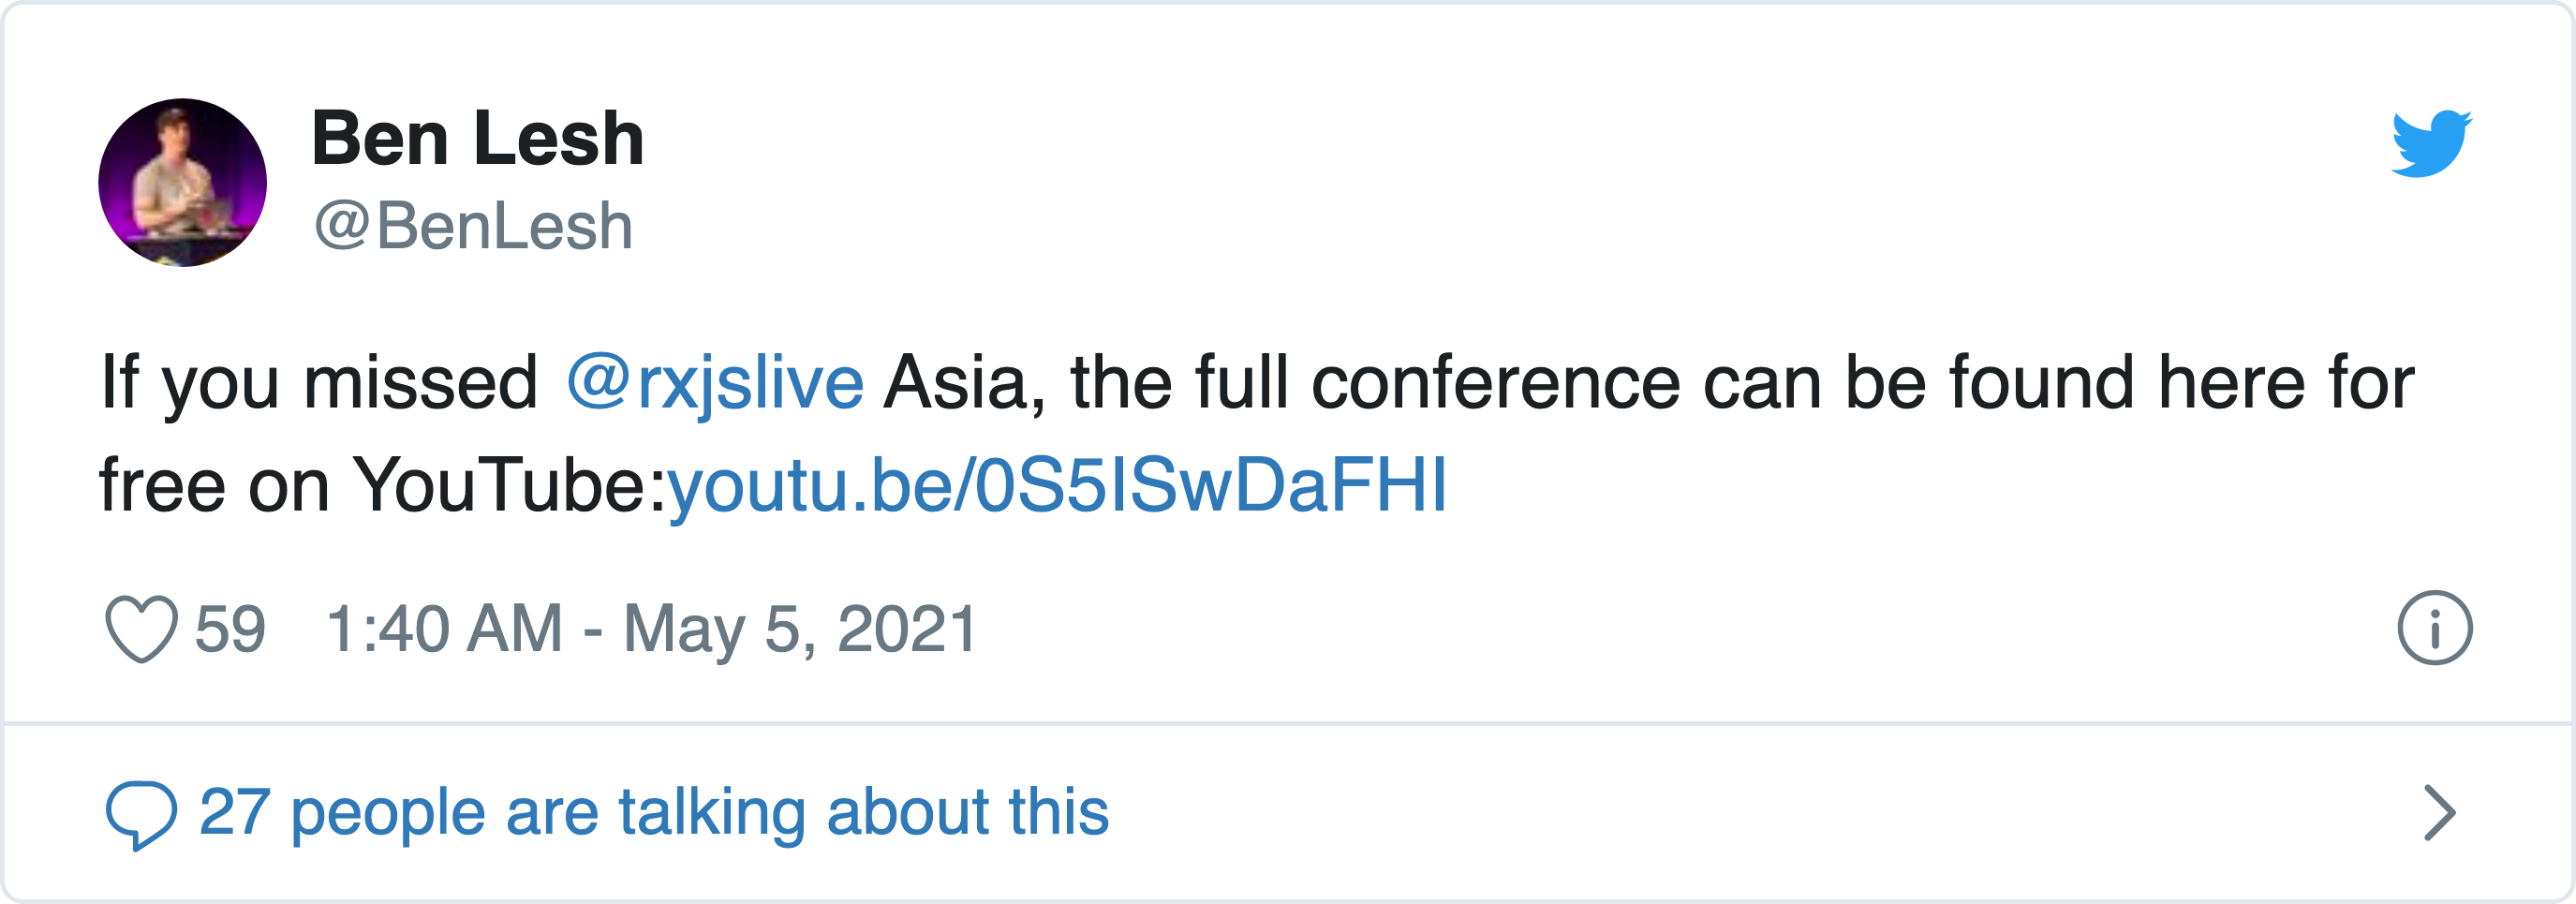 Ben Lesh
@BenLesh
If you missed @rxjslive Asia, the full conference can be found here for
free on YouTube:youtu.be/0S5ISwDaFHI
59 1:40 AM - May 5, 2021
27 people are talking about this